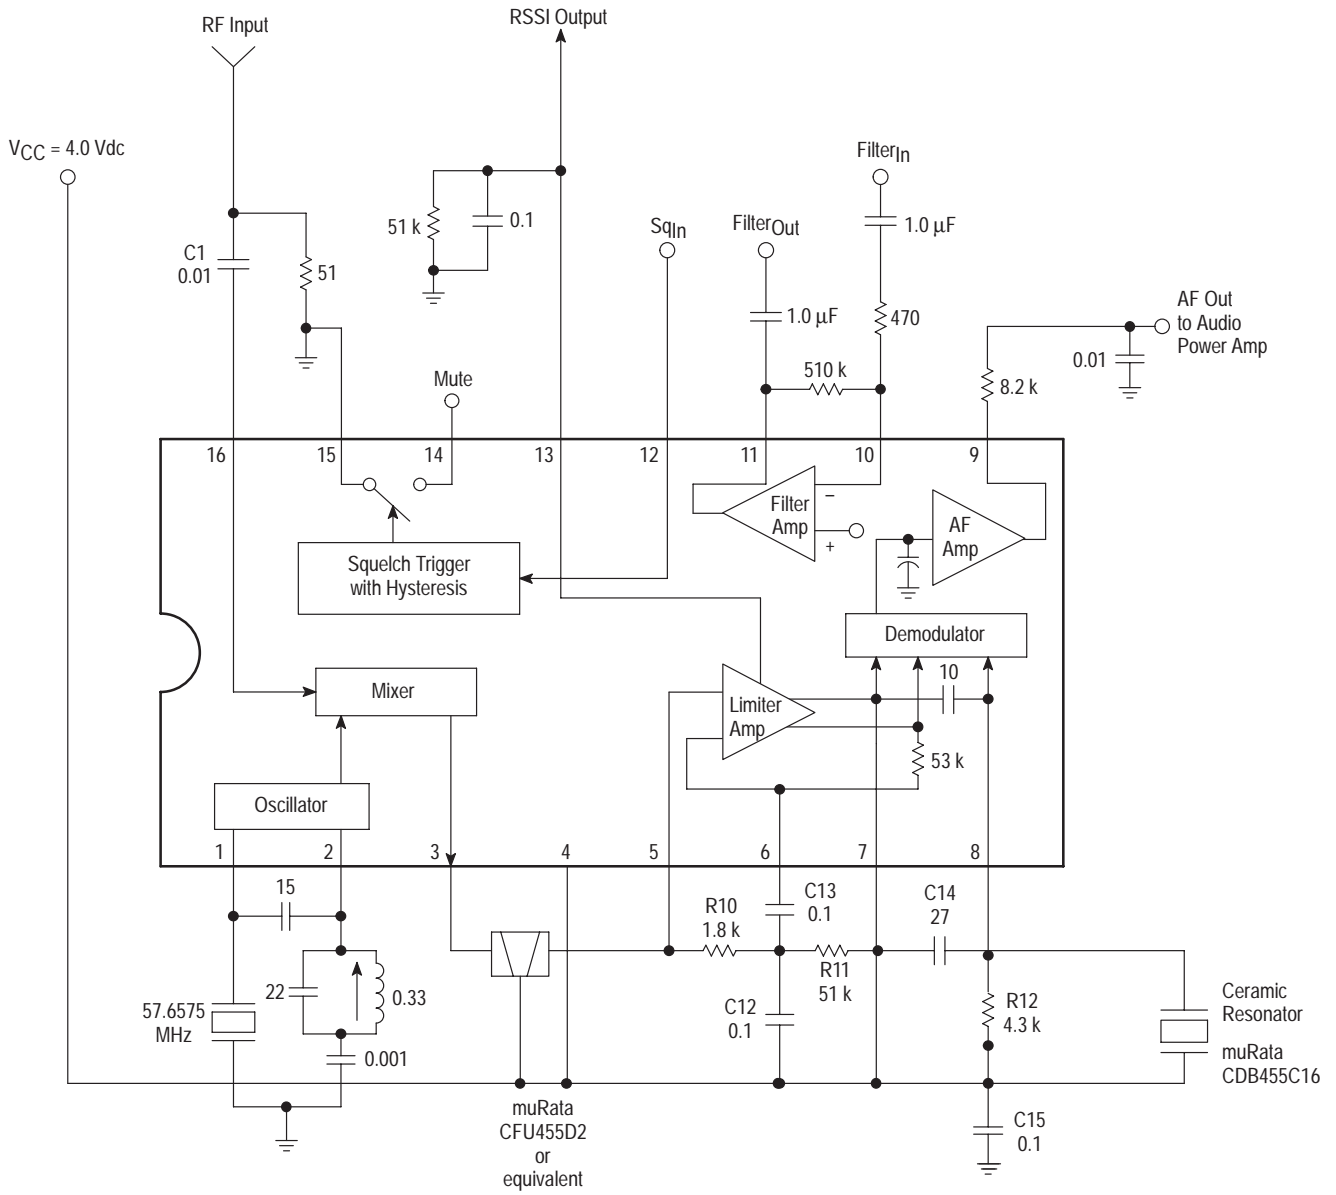 RF Input
RSSI Output
VCC = 4.0 Vdc
FilterIn
51 k
0.1
SqIn
FilterOut
1.0 µF
C1
0.01
51
1.0 µF
470
AF Out
to Audio
Power Amp
0.01
Mute
510 k
8.2 k
16
15
14
13
12
11
10
9
Filter
Amp
–
+
AF
Amp
Squelch Trigger
with Hysteresis
Demodulator
10
Mixer
Limiter
Amp
53 k
Oscillator
1
2
3
4
5
6
7
8
15
C13
0.1
C14
27
R10
1.8 k
R11
51 k
22
0.33
57.6575
MHz
C12
0.1
R12
4.3 k
Ceramic
Resonator
muRata
CDB455C16
0.001
muRata
CFU455D2
or
equivalent
C15
0.1